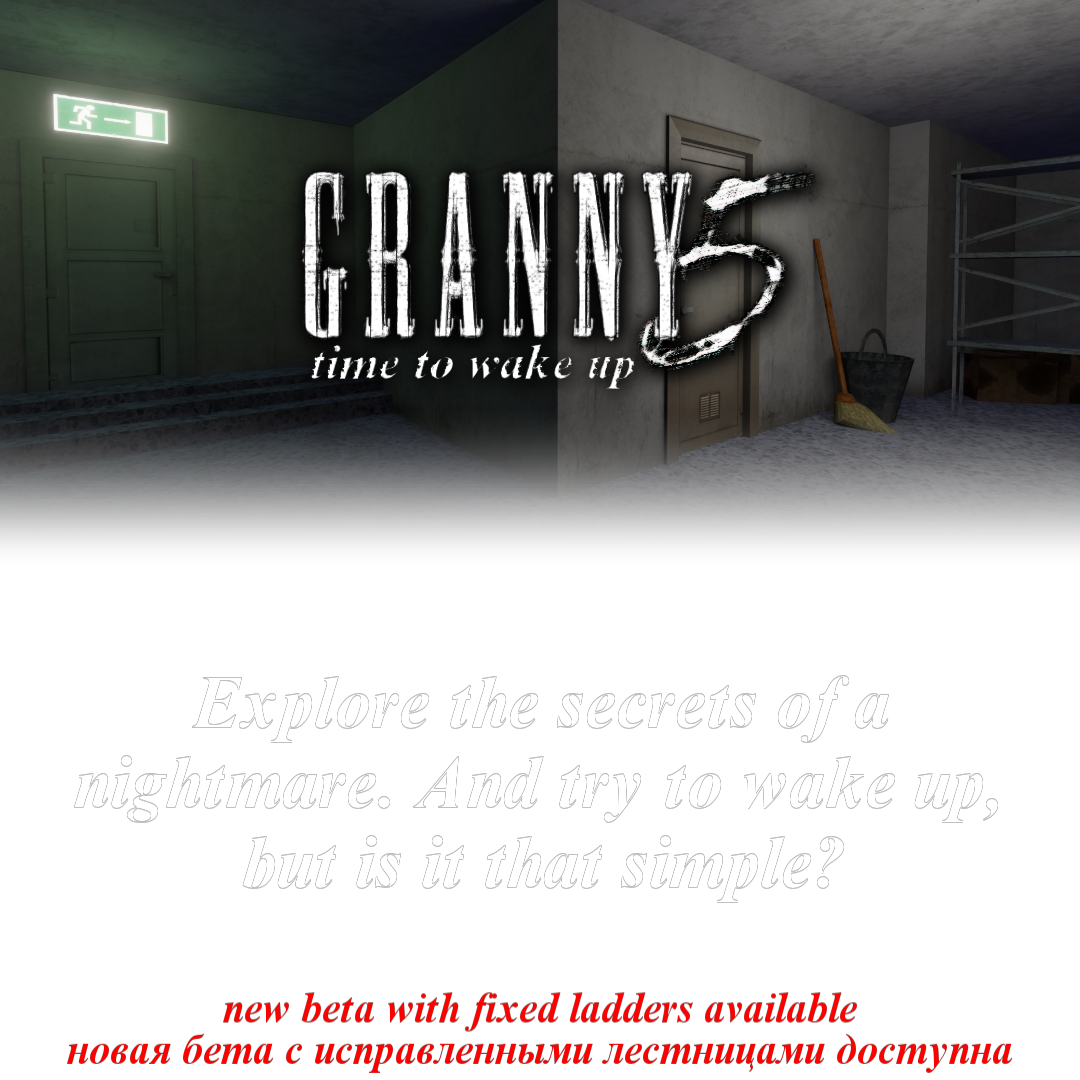 GRANNY 5
time to wake up
Explore the secrets of a
nightmare. And try to wake up,
but is it that simple?
new beta with fixed ladders available
новая бета с исправленными лестницами доступна